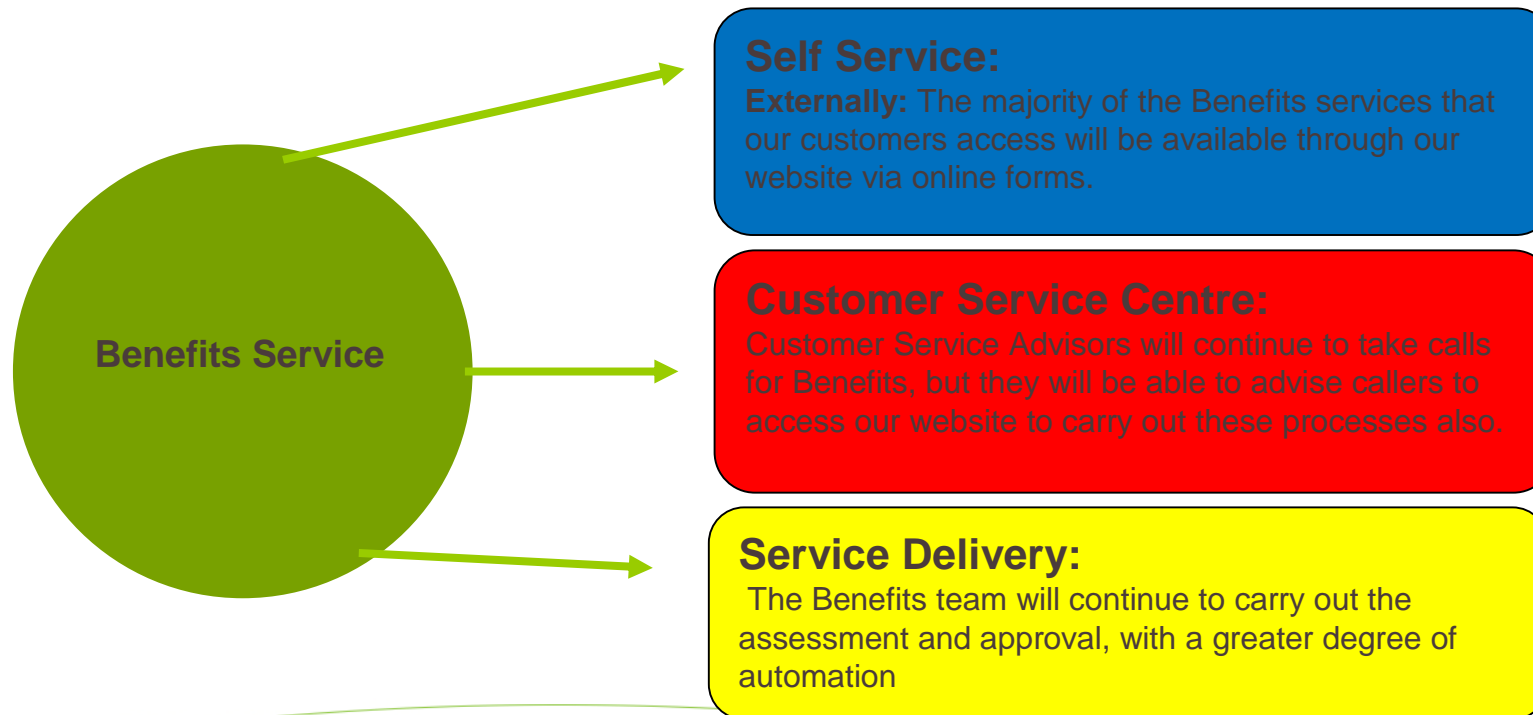 Benefits Service
Self Service:
Externally: The majority of the Benefits services that
our customers access will be available through our
website via online forms.
Customer Service Centre:
Customer Service Advisors will continue to take calls
for Benefits, but they will be able to advise callers to
access our website to carry out these processes also.
Service Delivery:
The Benefits team will continue to carry out the
assessment and approval, with a greater degree of
automation